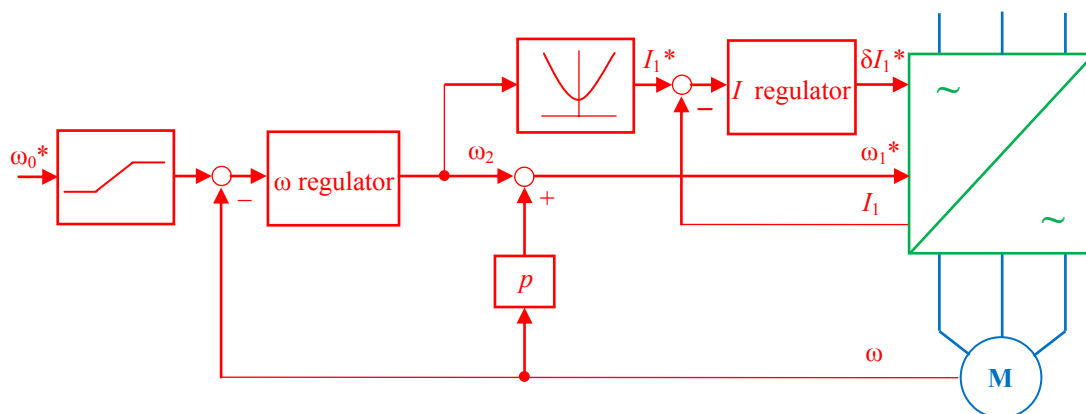 I₁*
I regulator
δI₁*
~
ω₀*
−
ω regulator
ω₂
+
−
ω₁*
I₁
~
p
ω
M